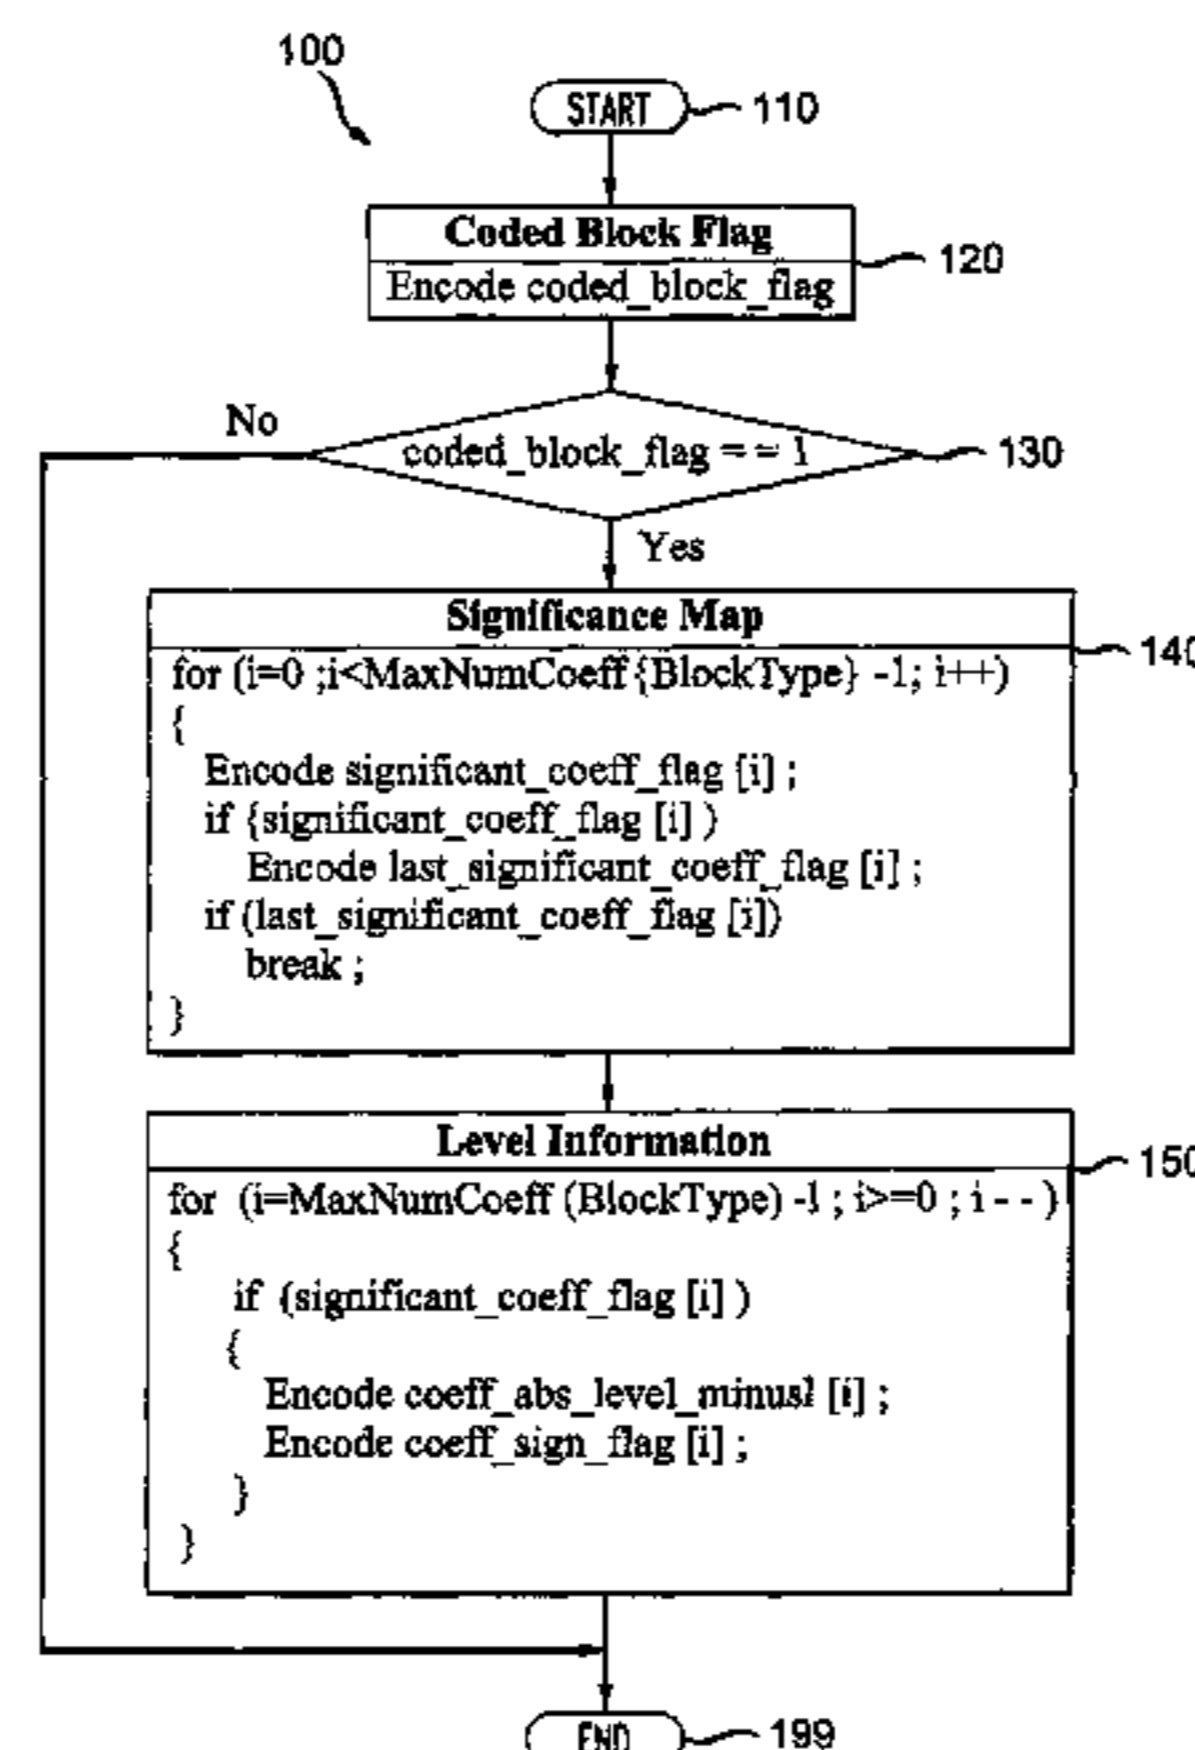 100
START 110
Coded Block Flag
120
Encode coded_block_flag
No
coded_block_flag = = 1 130
Yes
Significance Map
140
for (i=0 ;i<MaxNumCoeff{BlockType} -1; i++)
{
Encode significant_coeff_flag [i] ;
if {significant_coeff_flag [i] )
Encode last_significant_coeff_flag [i] ;
if (last_significant_coeff_flag [i])
break ;
}
Level Information
150
for (i=MaxNumCoeff (BlockType) -1 ; i>=0 ; i - - )
{
if (significant_coeff_flag [i] )
{
Encode coeff_abs_level_minus1 [i] ;
Encode coeff_sign_flag [i] ;
}
}
END 199